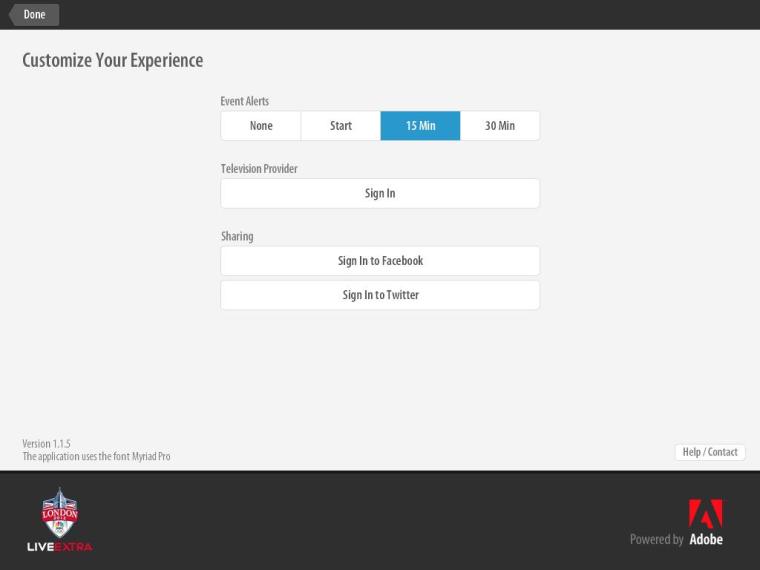 Done
Customize Your Experience
Event Alerts
None Start 15 Min 30 Min
Television Provider
Sign In
Sharing
Sign In to Facebook
Sign In to Twitter
Version 1.1.5
The application uses the font Myriad Pro
Help / Contact
LONDON
2012
LIVEEXTRA
Powered by Adobe